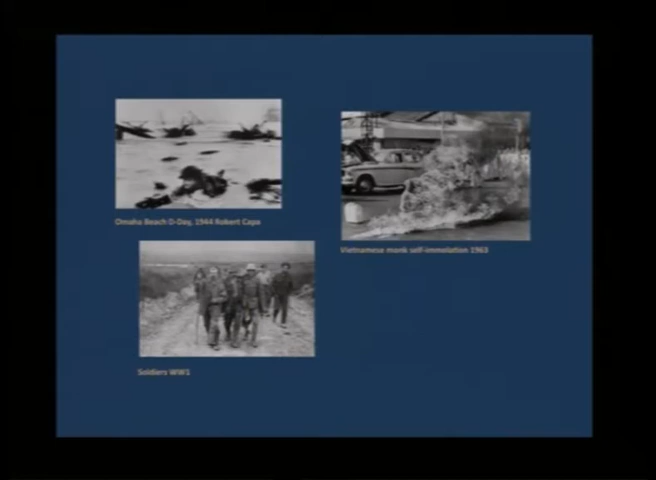 Omaha Beach D-Day, 1944 Robert Capa
Vietnamese monk self-immolation 1963
Soldiers WW1